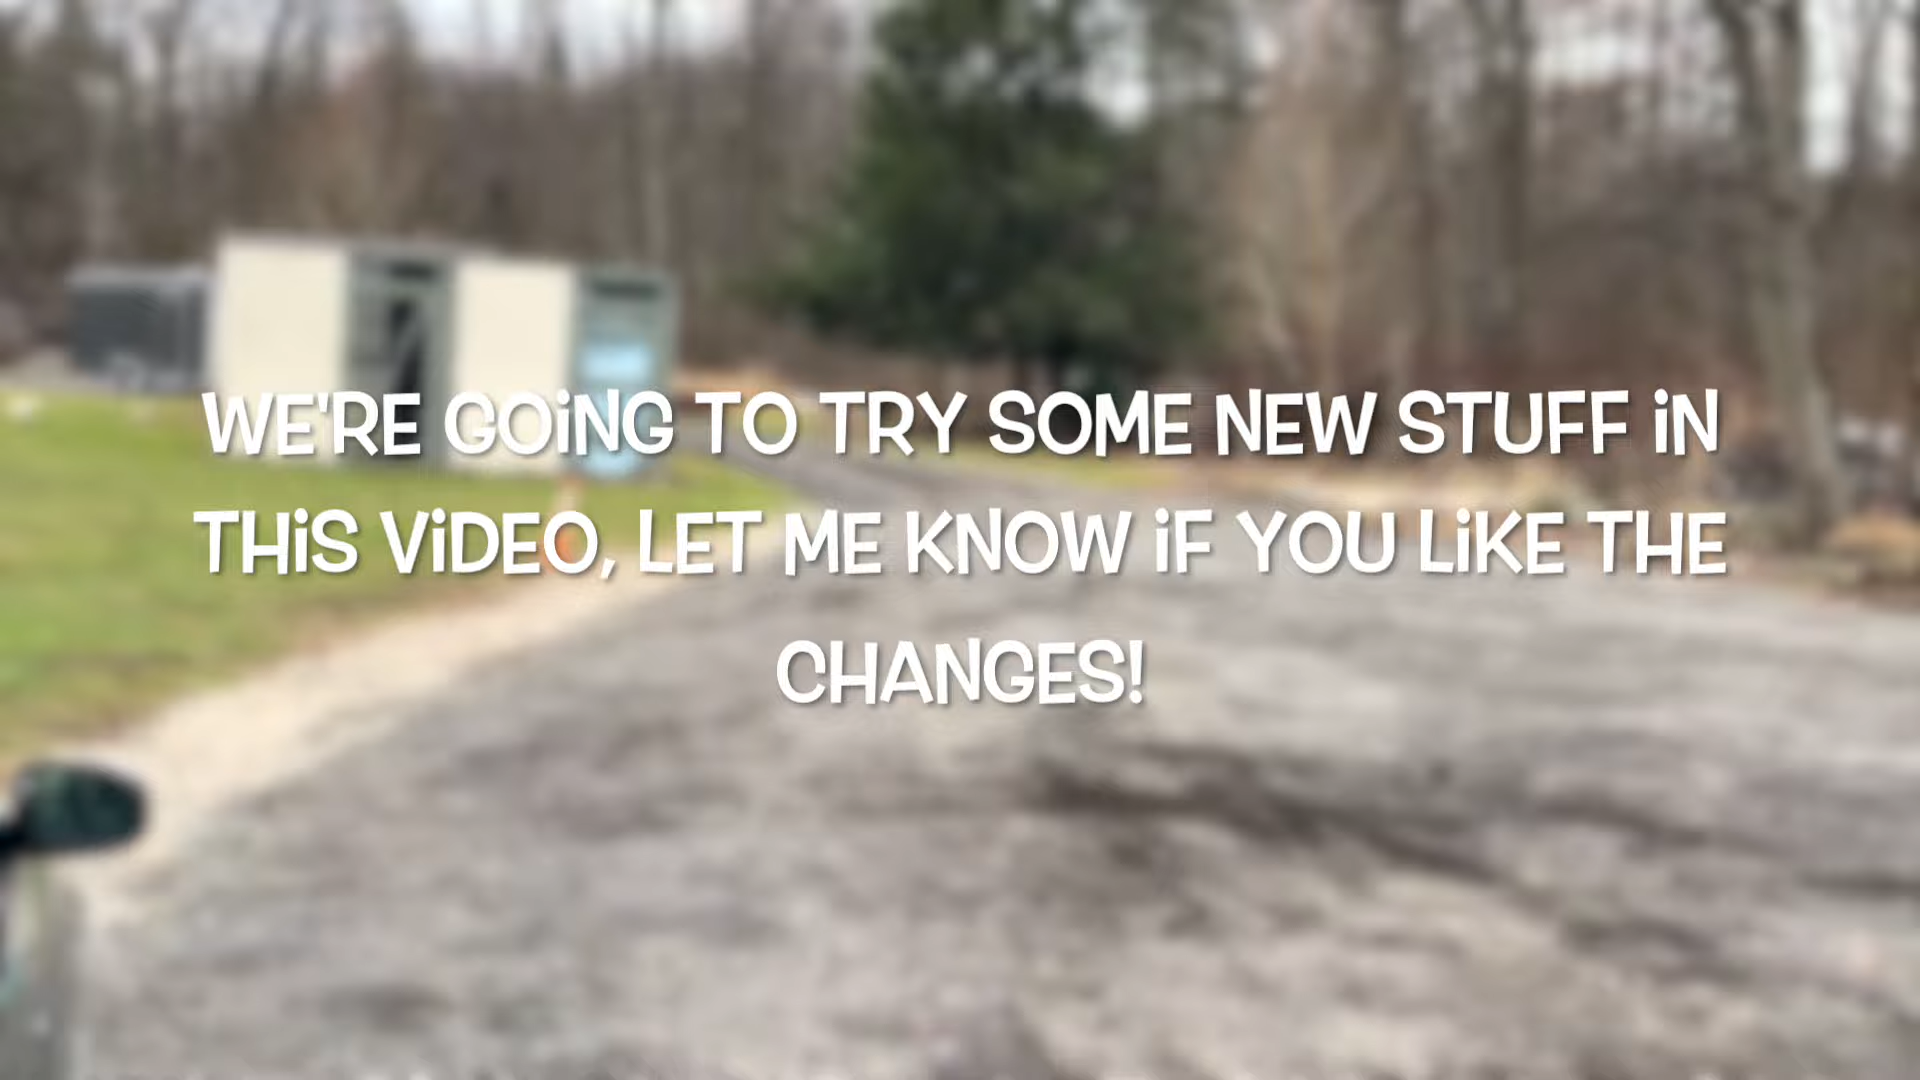 WE'RE GOiNG TO TRY SOME NEW STUFF iN
THiS ViDEO, LET ME KNOW iF YOU LiKE THE
CHANGES!